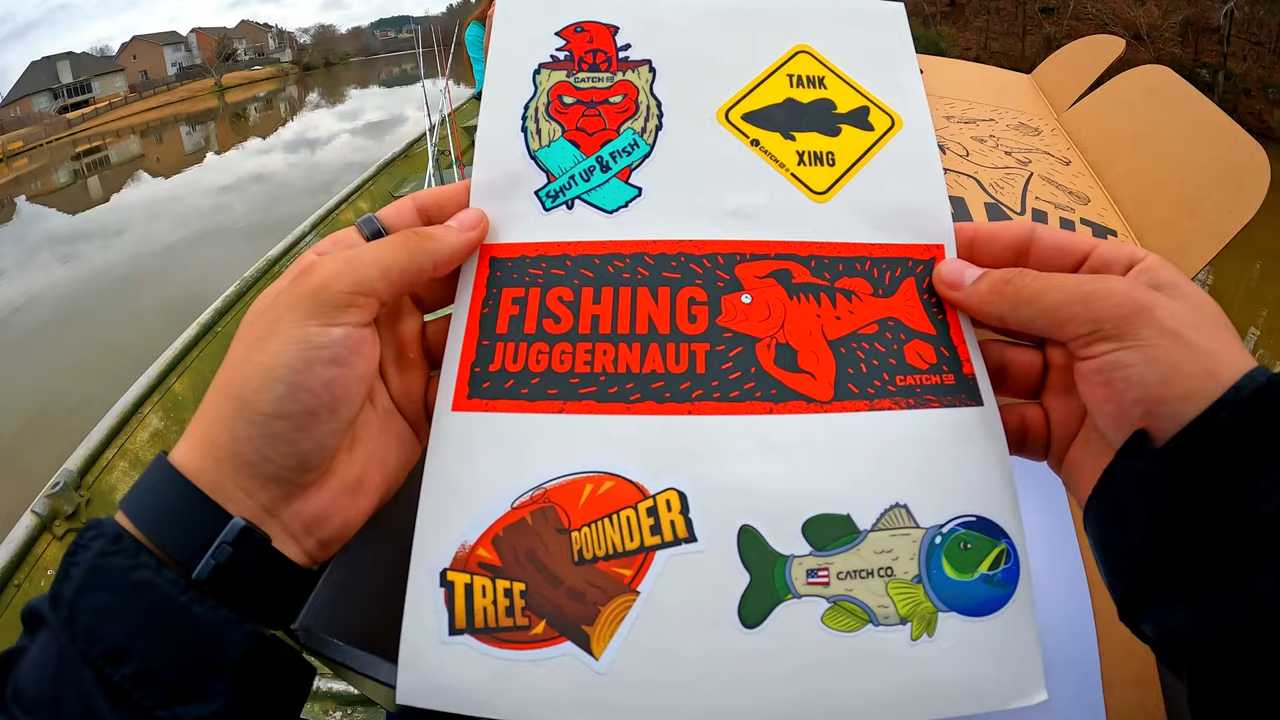 CATCH CO
SHUT UP & FISH
TANK
XING
CATCH CO
FISHING
JUGGERNAUT
CATCH CO
TREE
POUNDER
CATCH CO.